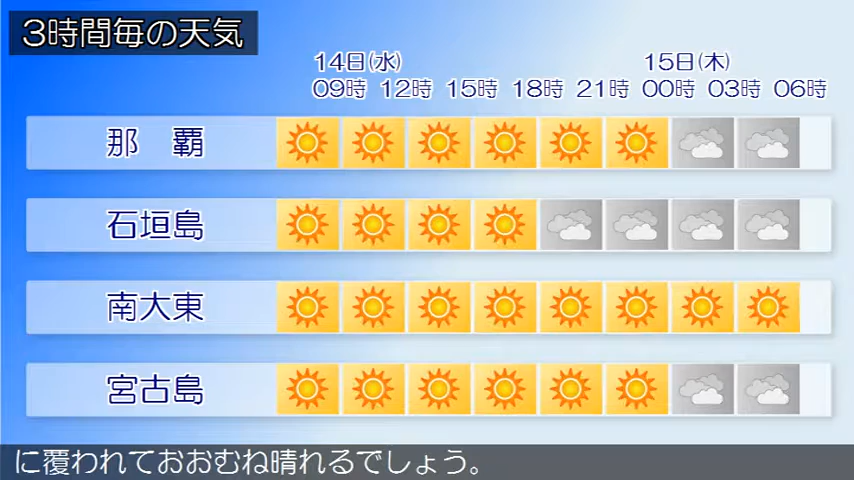 3時間毎の天気
14日(水) 15日(木)
09時 12時 15時 18時 21時 00時 03時 06時
那　覇
石垣島
南大東
宮古島
に覆われておおむね晴れるでしょう。